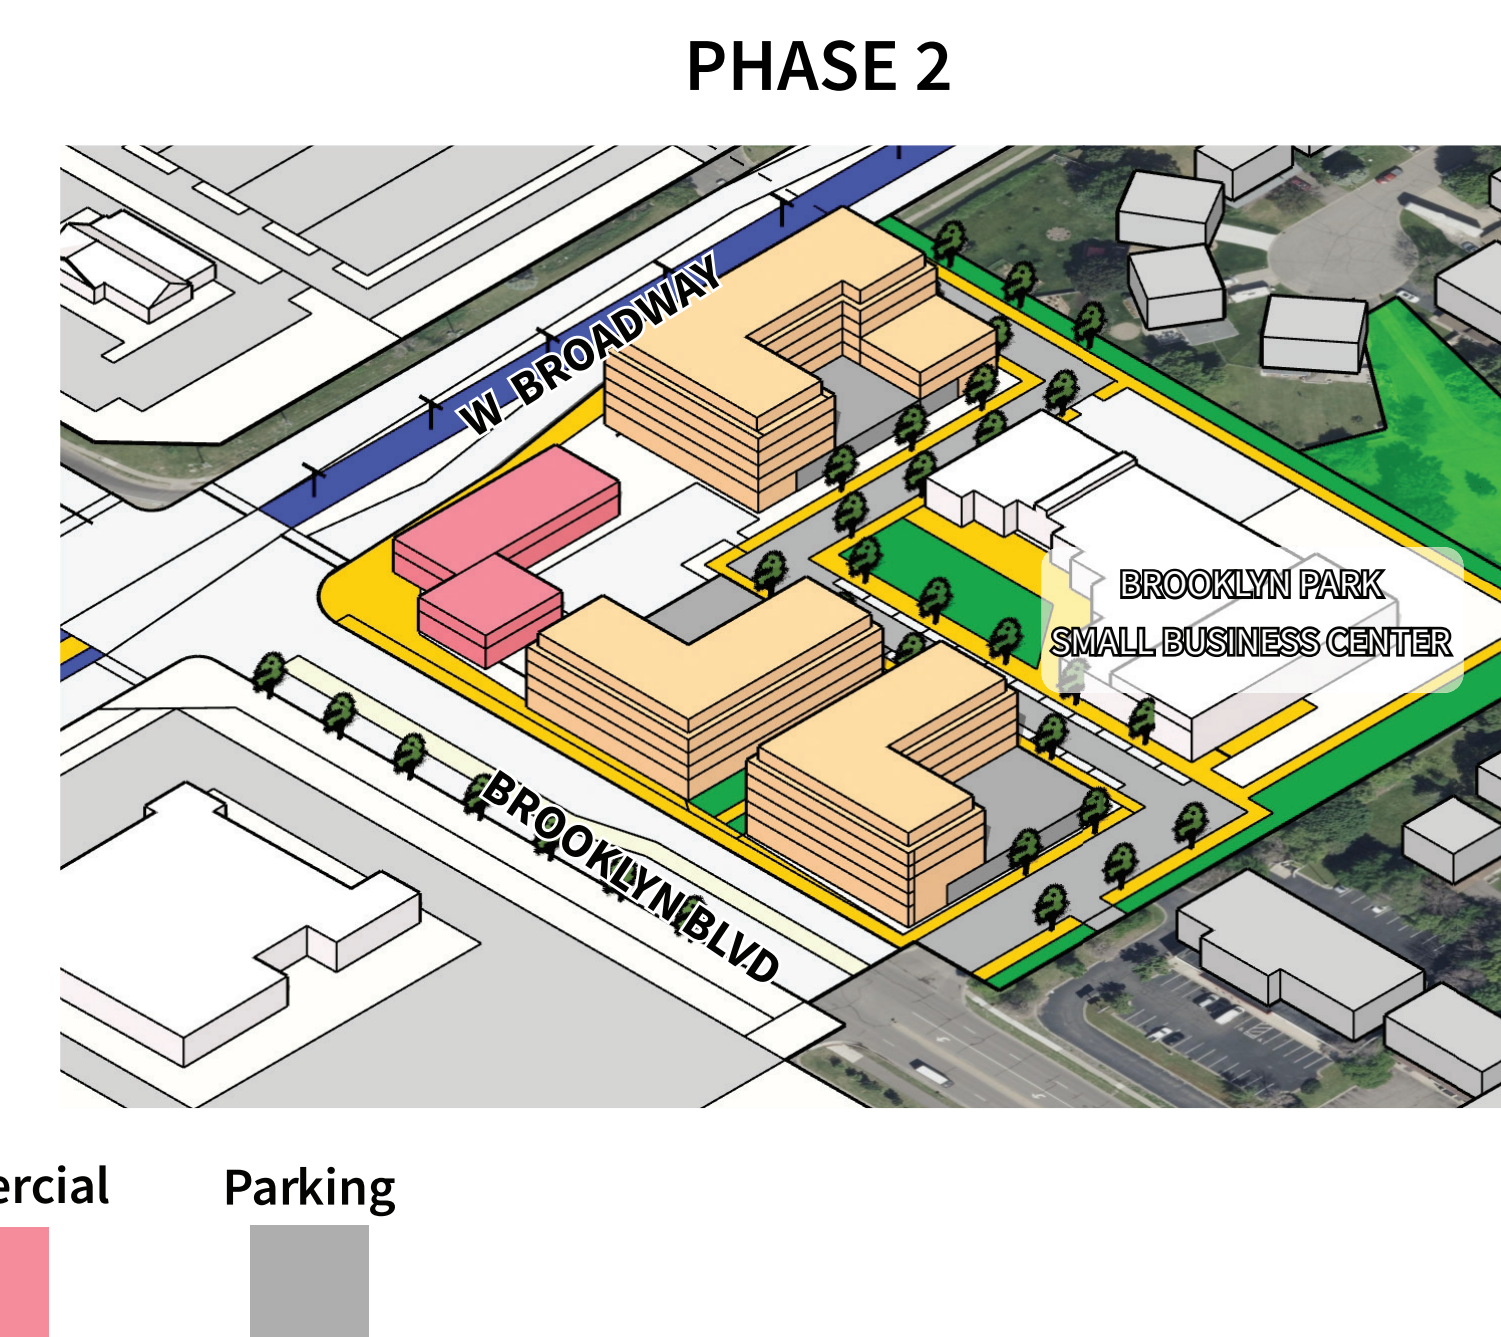 PHASE 2
W BROADWAY
BROOKLYN PARK
SMALL BUSINESS CENTER
BROOKLYN BLVD
ercial
Parking